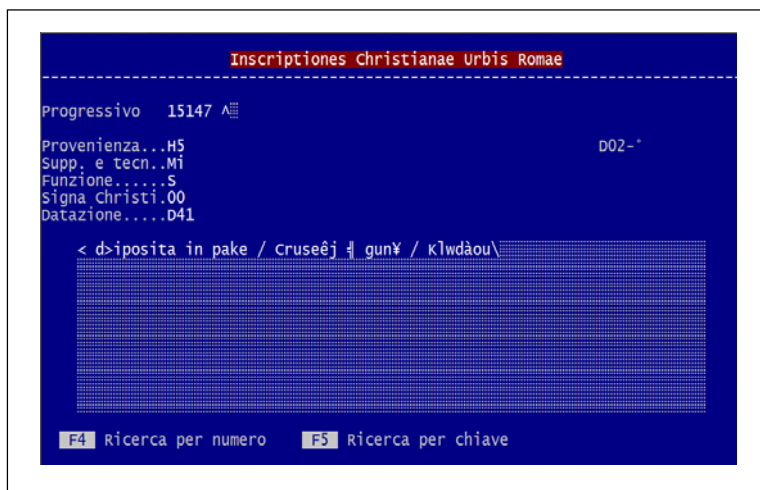 Inscriptiones Christianae Urbis Romae
--------------------------------------------------------------------------------
Progressivo 15147 ^
Provenienza...H5 D02-°
Supp. e tecn..Mi
Funzione......S
Signa Christi.00
Datazione.....D41
< d>iposita in pake / Cruseêj ╣ gun¥ / Klwdàou\
F4 Ricerca per numero F5 Ricerca per chiave